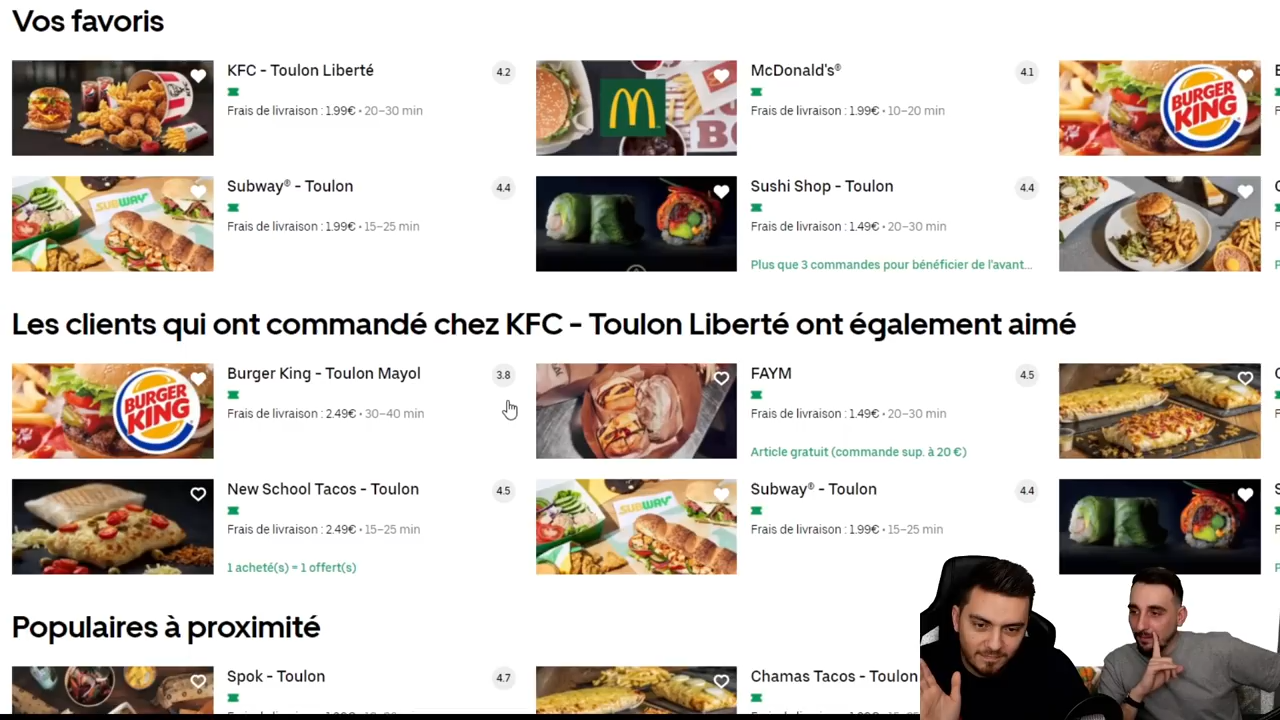 Vos favoris
KFC - Toulon Liberté
4.2
Frais de livraison : 1.99€ • 20–30 min
McDonald's®
4.1
Frais de livraison : 1.99€ • 10–20 min
BURGER KING
Subway® - Toulon
4.4
Frais de livraison : 1.99€ • 15–25 min
SUBWAY
Sushi Shop - Toulon
4.4
Frais de livraison : 1.49€ • 20–30 min
Plus que 3 commandes pour bénéficier de l'avant...
Les clients qui ont commandé chez KFC - Toulon Liberté ont également aimé
BURGER KING
Burger King - Toulon Mayol
3.8
Frais de livraison : 2.49€ • 30–40 min
FAYM
4.5
Frais de livraison : 1.49€ • 20–30 min
Article gratuit (commande sup. à 20 €)
New School Tacos - Toulon
4.5
Frais de livraison : 2.49€ • 15–25 min
1 acheté(s) = 1 offert(s)
SUBWAY
Subway® - Toulon
4.4
Frais de livraison : 1.99€ • 15–25 min
Populaires à proximité
Spok - Toulon
4.7
Chamas Tacos - Toulon